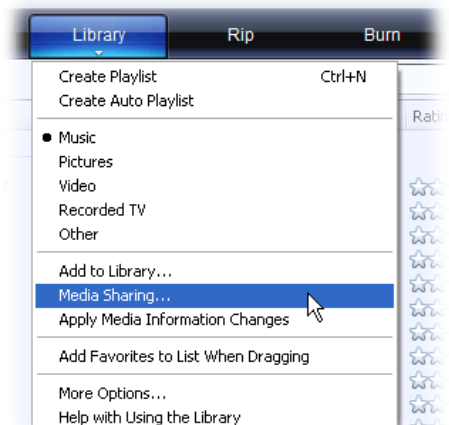 Library Rip Burn
Create Playlist Ctrl+N
Create Auto Playlist
Music
Pictures
Video
Recorded TV
Other
Add to Library...
Media Sharing...
Apply Media Information Changes
Add Favorites to List When Dragging
More Options...
Help with Using the Library